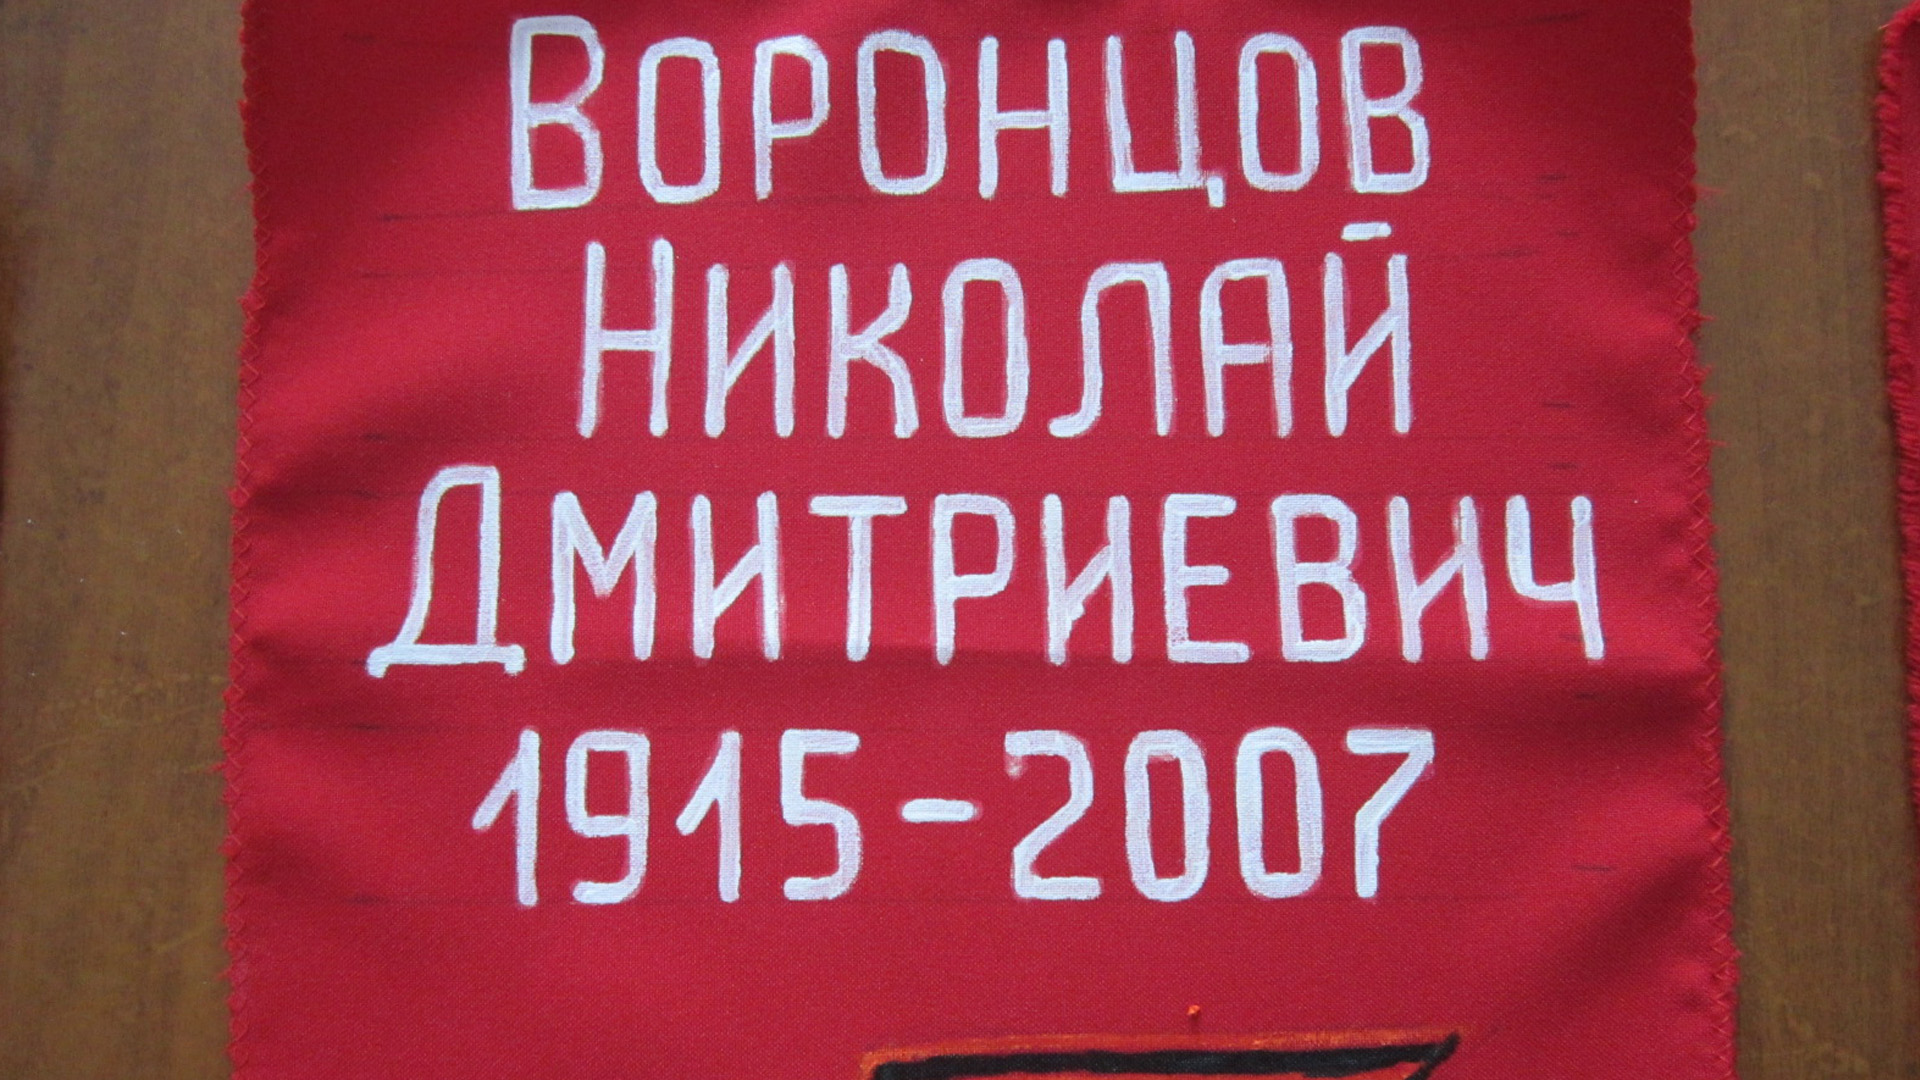 Воронцов
Николай
Дмитриевич
1915-2007